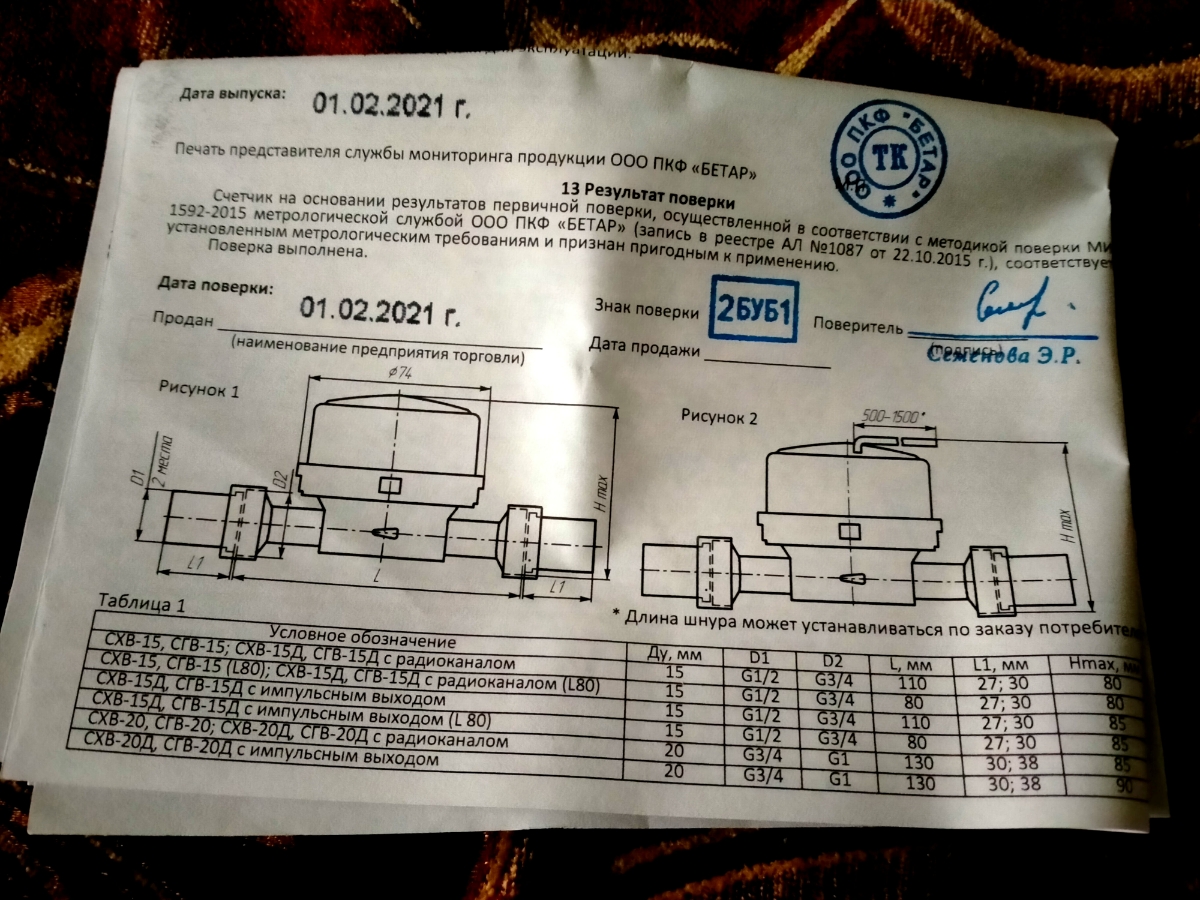 эксплуатации.
Дата выпуска: 01.02.2021 г.
ООО ПКФ "БЕТАР"
ТК
Печать представителя службы мониторинга продукции ООО ПКФ «БЕТАР»
13 Результат поверки
Счетчик на основании результатов первичной поверки, осуществленной в соответствии с методикой поверки МИ
1592-2015 метрологической службой ООО ПКФ «БЕТАР» (запись в реестре АЛ №1087 от 22.10.2015 г.), соответствует
установленным метрологическим требованиям и признан пригодным к применению.
Поверка выполнена.
Дата поверки: 01.02.2021 г. Знак поверки 2БУБ1 Поверитель
(подпись)
Семенова Э.Р.
Продан Дата продажи
(наименование предприятия торговли)
Рисунок 1
ø74
D1
2 места
D2
H max
L1 L L1
Рисунок 2
500-1500*
H max
* Длина шнура может устанавливаться по заказу потребител
Таблица 1
Условное обозначение Ду, мм D1 D2 L, мм L1, мм Hmax, мм
СХВ-15, СГВ-15; СХВ-15Д, СГВ-15Д с радиоканалом 15 G1/2 G3/4 110 27; 30 80
СХВ-15, СГВ-15 (L80); СХВ-15Д, СГВ-15Д с радиоканалом (L80) 15 G1/2 G3/4 80 27; 30 80
СХВ-15Д, СГВ-15Д с импульсным выходом 15 G1/2 G3/4 110 27; 30 85
СХВ-15Д, СГВ-15Д с импульсным выходом (L 80) 15 G1/2 G3/4 80 27; 30 85
СХВ-20, СГВ-20; СХВ-20Д, СГВ-20Д с радиоканалом 20 G3/4 G1 130 30; 38 85
СХВ-20Д, СГВ-20Д с импульсным выходом 20 G3/4 G1 130 30; 38 90